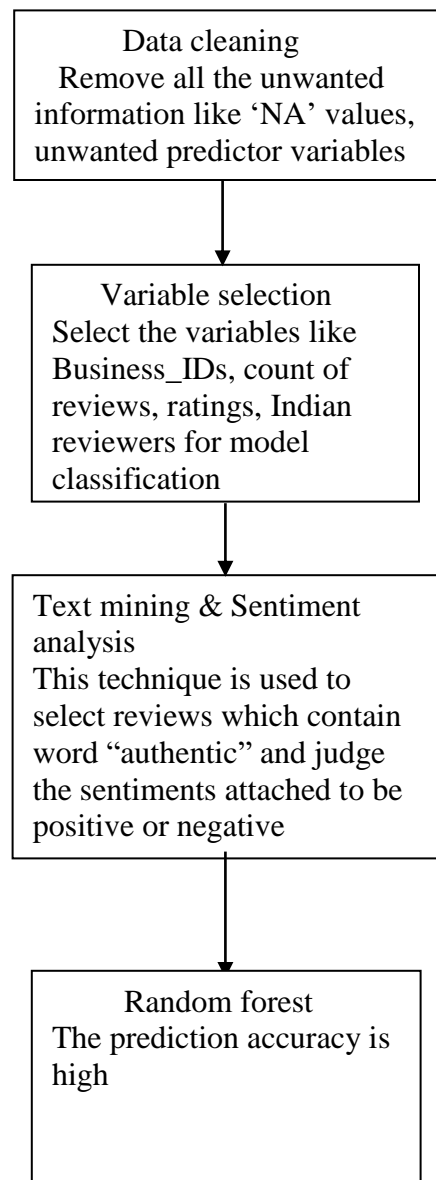 Data cleaning
Remove all the unwanted
information like ‘NA’ values,
unwanted predictor variables
Variable selection
Select the variables like
Business_IDs, count of
reviews, ratings, Indian
reviewers for model
classification
Text mining & Sentiment
analysis
This technique is used to
select reviews which contain
word “authentic” and judge
the sentiments attached to be
positive or negative
Random forest
The prediction accuracy is
high